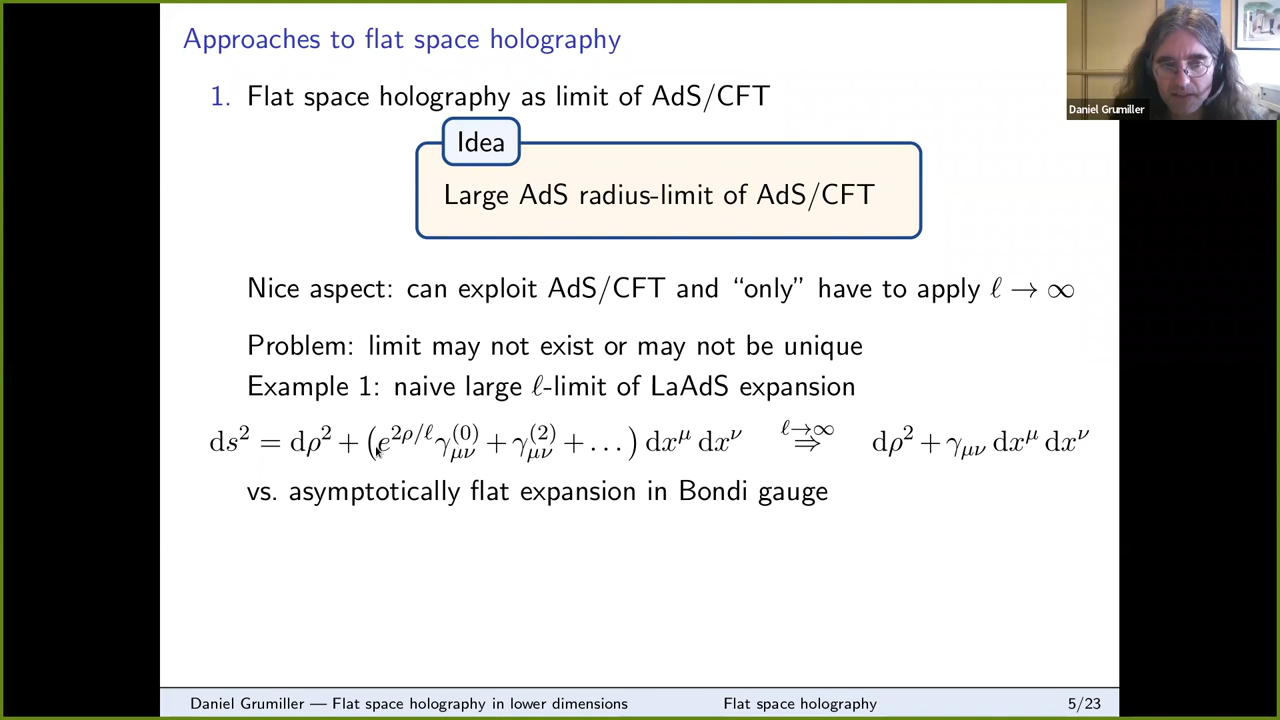 Approaches to flat space holography
1. Flat space holography as limit of AdS/CFT
Idea
Large AdS radius-limit of AdS/CFT
Nice aspect: can exploit AdS/CFT and “only” have to apply ℓ → ∞
Problem: limit may not exist or may not be unique
Example 1: naive large ℓ-limit of LaAdS expansion
ds² = dρ² + (e^{2ρ/ℓ} γ_{μν}^{(0)} + γ_{μν}^{(2)} + . . . ) dx^μ dx^ν ⇒^{ℓ→∞} dρ² + γ_{μν} dx^μ dx^ν
vs. asymptotically flat expansion in Bondi gauge
Daniel Grumiller — Flat space holography in lower dimensions Flat space holography 5/23
Daniel Grumiller